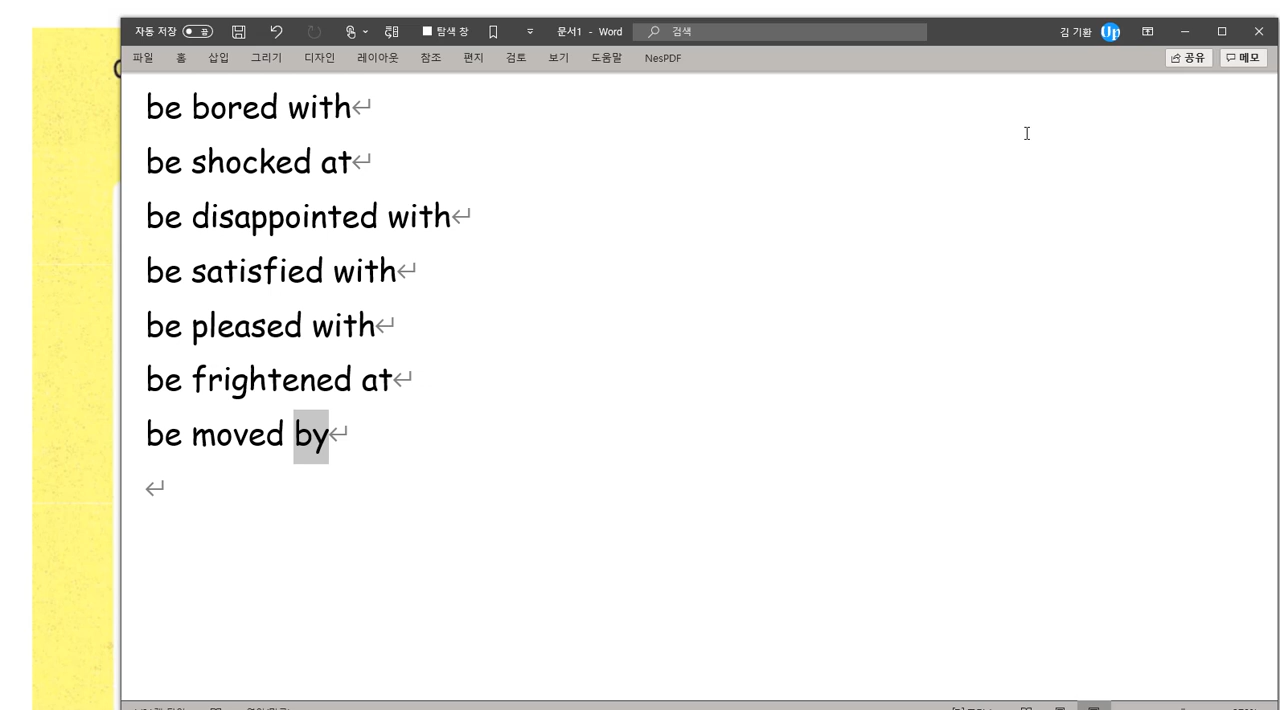 자동 저장 끔 탐색 창 문서1 - Word 검색 김 기환 Up
파일 홈 삽입 그리기 디자인 레이아웃 참조 편지 검토 보기 도움말 NesPDF 공유 메모
be bored with
be shocked at
be disappointed with
be satisfied with
be pleased with
be frightened at
be moved by